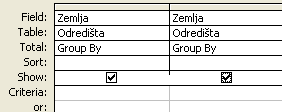 Field: Zemlja Zemlja
Table: Odredišta Odredišta
Total: Group By Group By
Sort:
Show:
Criteria:
or: